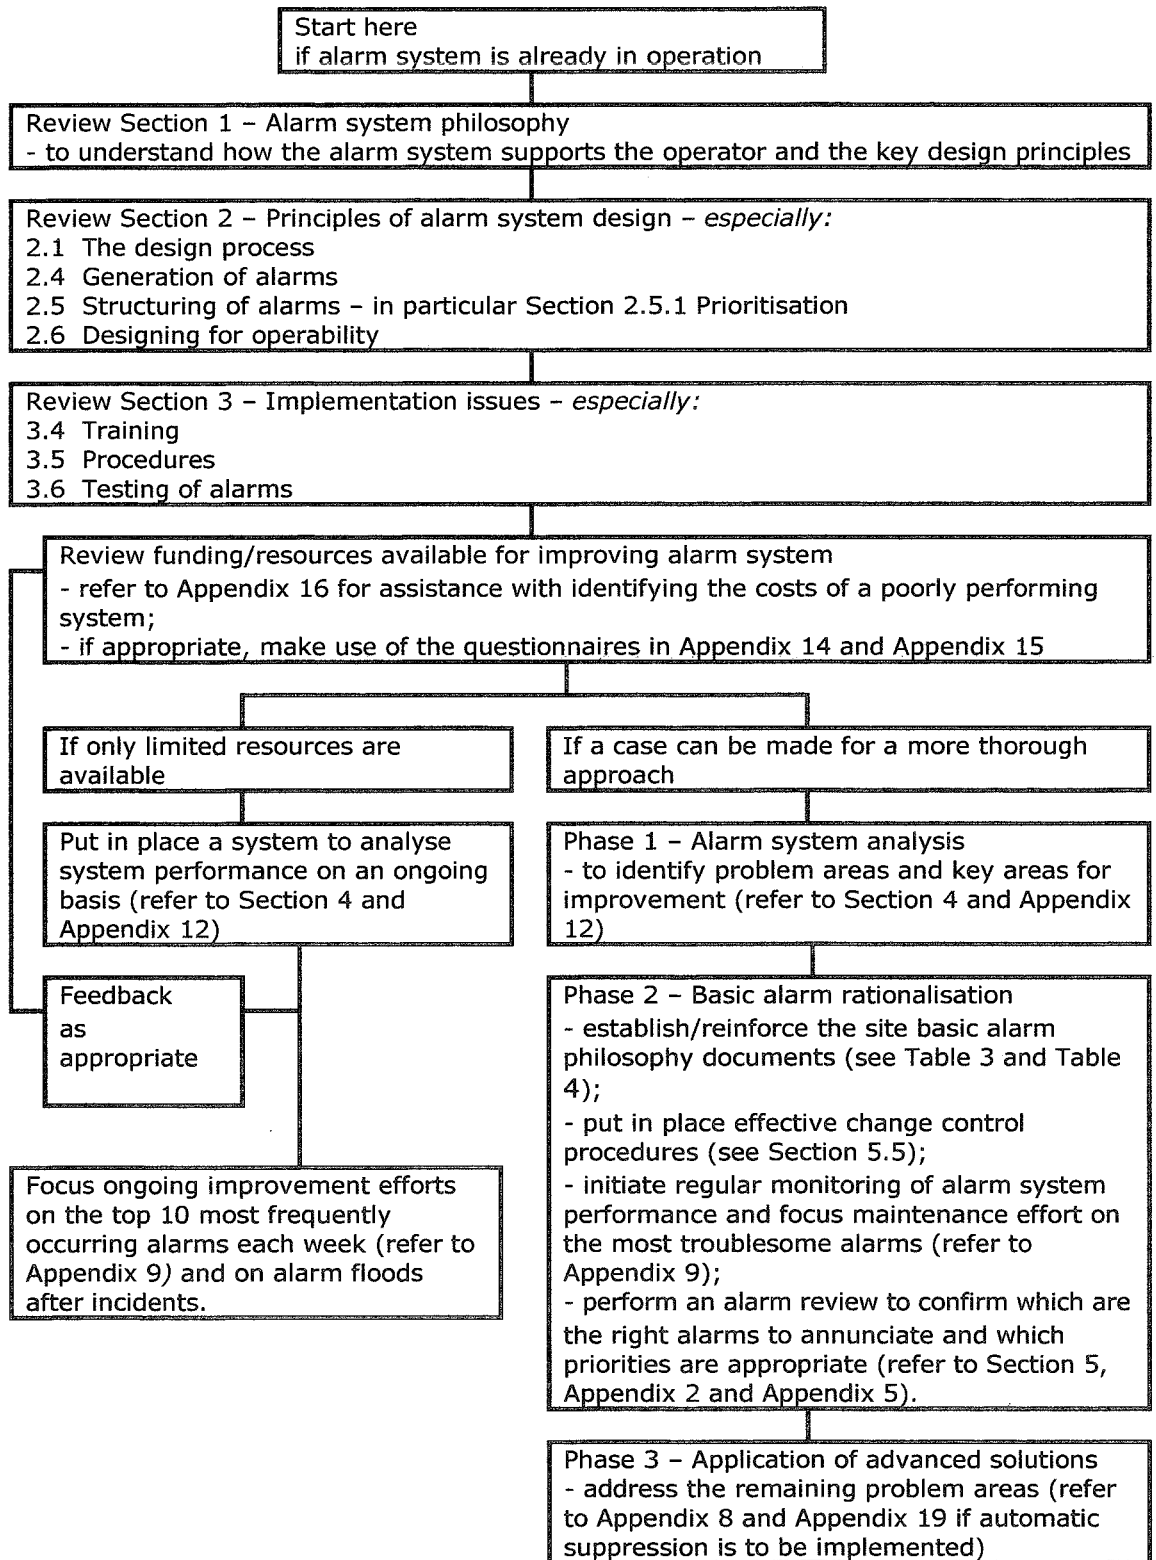 Start here
if alarm system is already in operation
Review Section 1 – Alarm system philosophy
- to understand how the alarm system supports the operator and the key design principles
Review Section 2 – Principles of alarm system design – especially:
2.1 The design process
2.4 Generation of alarms
2.5 Structuring of alarms – in particular Section 2.5.1 Prioritisation
2.6 Designing for operability
Review Section 3 – Implementation issues – especially:
3.4 Training
3.5 Procedures
3.6 Testing of alarms
Review funding/resources available for improving alarm system
- refer to Appendix 16 for assistance with identifying the costs of a poorly performing
system;
- if appropriate, make use of the questionnaires in Appendix 14 and Appendix 15
If only limited resources are
available
Put in place a system to analyse
system performance on an ongoing
basis (refer to Section 4 and
Appendix 12)
Feedback
as
appropriate
Focus ongoing improvement efforts
on the top 10 most frequently
occurring alarms each week (refer to
Appendix 9) and on alarm floods
after incidents.
If a case can be made for a more thorough
approach
Phase 1 – Alarm system analysis
- to identify problem areas and key areas for
improvement (refer to Section 4 and Appendix
12)
Phase 2 – Basic alarm rationalisation
- establish/reinforce the site basic alarm
philosophy documents (see Table 3 and Table
4);
- put in place effective change control
procedures (see Section 5.5);
- initiate regular monitoring of alarm system
performance and focus maintenance effort on
the most troublesome alarms (refer to
Appendix 9);
- perform an alarm review to confirm which are
the right alarms to annunciate and which
priorities are appropriate (refer to Section 5,
Appendix 2 and Appendix 5).
Phase 3 – Application of advanced solutions
- address the remaining problem areas (refer
to Appendix 8 and Appendix 19 if automatic
suppression is to be implemented)